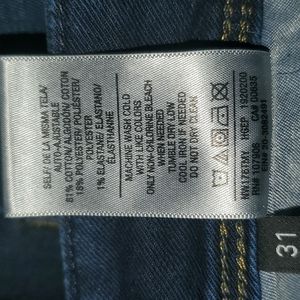 SELF/ DE LA MISMA TELA/
AUTOAJUSTABLE
81% COTTON/ALGODÓN/ COTON
18% POLYESTER/ POLIÉSTER/
POLYESTER
1% ELASTANE/ ELASTANO/
ÉLASTHANNE
MACHINE WASH COLD
WITH LIKE COLORS
ONLY NON-CHLORINE BLEACH
WHEN NEEDED
TUMBLE DRY LOW
COOL IRON IF NEEDED
DO NOT DRY CLEAN
31